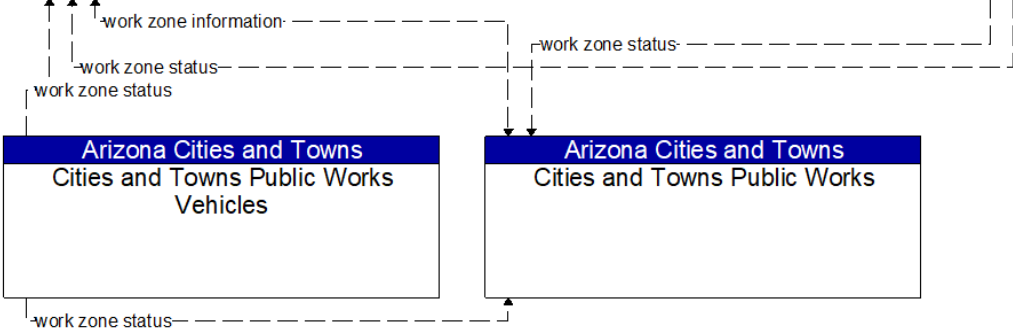 work zone information
work zone status
work zone status
work zone status
Arizona Cities and Towns
Cities and Towns Public Works
Vehicles
Arizona Cities and Towns
Cities and Towns Public Works
work zone status